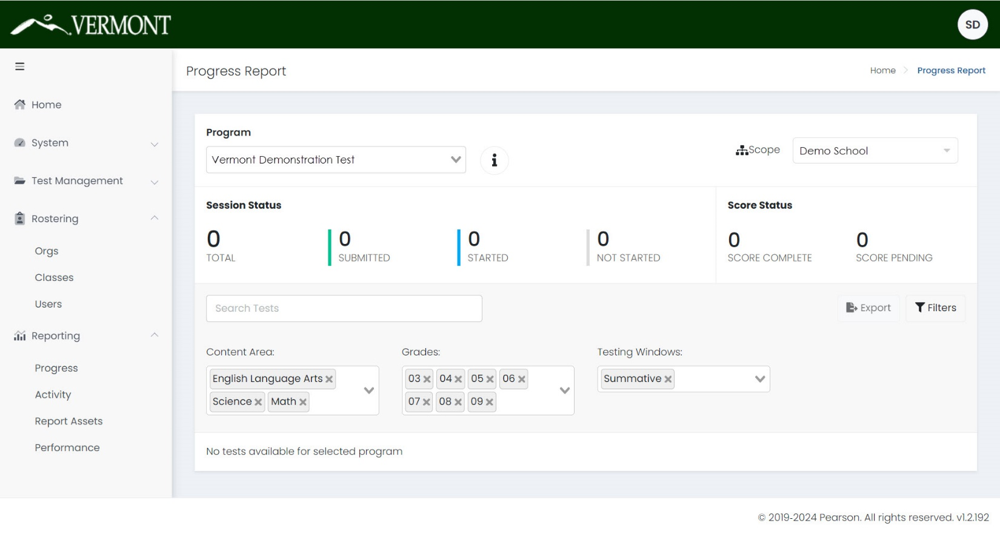 VERMONT
SD
Home
System
Test Management
Rostering
Orgs
Classes
Users
Reporting
Progress
Activity
Report Assets
Performance
Progress Report
Home
Progress Report
Program
Vermont Demonstration Test
i
Scope
Demo School
Session Status
0
TOTAL
0
SUBMITTED
0
STARTED
0
NOT STARTED
Score Status
0
SCORE COMPLETE
0
SCORE PENDING
Search Tests
Export
Filters
Content Area:
English Language Arts
Science Math
Grades:
03 04 05 06
07 08 09
Testing Windows:
Summative
No tests available for selected program
© 2019-2024 Pearson. All rights reserved. v1.2.192